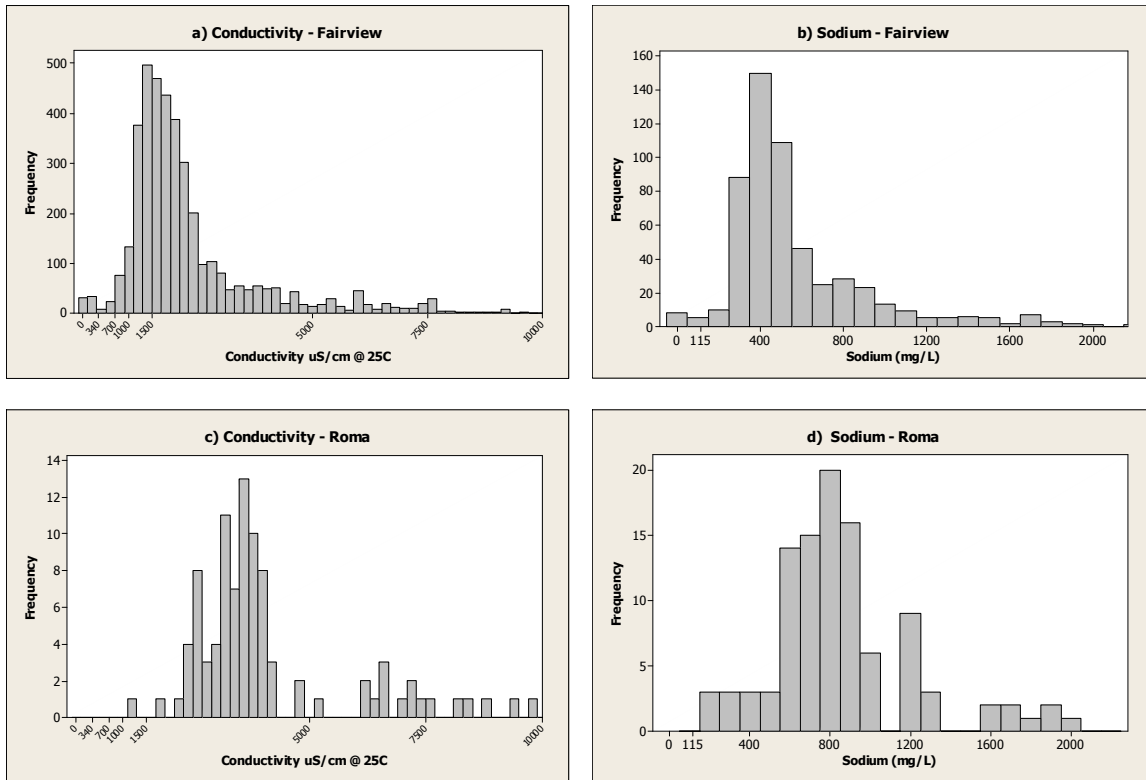 a) Conductivity - Fairview
500
400
300
200
100
0
Frequency
0 340 700 1000 1500 5000 7500 10000
Conductivity uS/cm @ 25C
b) Sodium - Fairview
160
140
120
100
80
60
40
20
0
Frequency
0 115 400 800 1200 1600 2000
Sodium (mg/L)
c) Conductivity - Roma
14
12
10
8
6
4
2
0
Frequency
0 340 700 1000 1500 5000 7500 10000
Conductivity uS/cm @ 25C
d) Sodium - Roma
20
15
10
5
0
Frequency
0 115 400 800 1200 1600 2000
Sodium (mg/L)